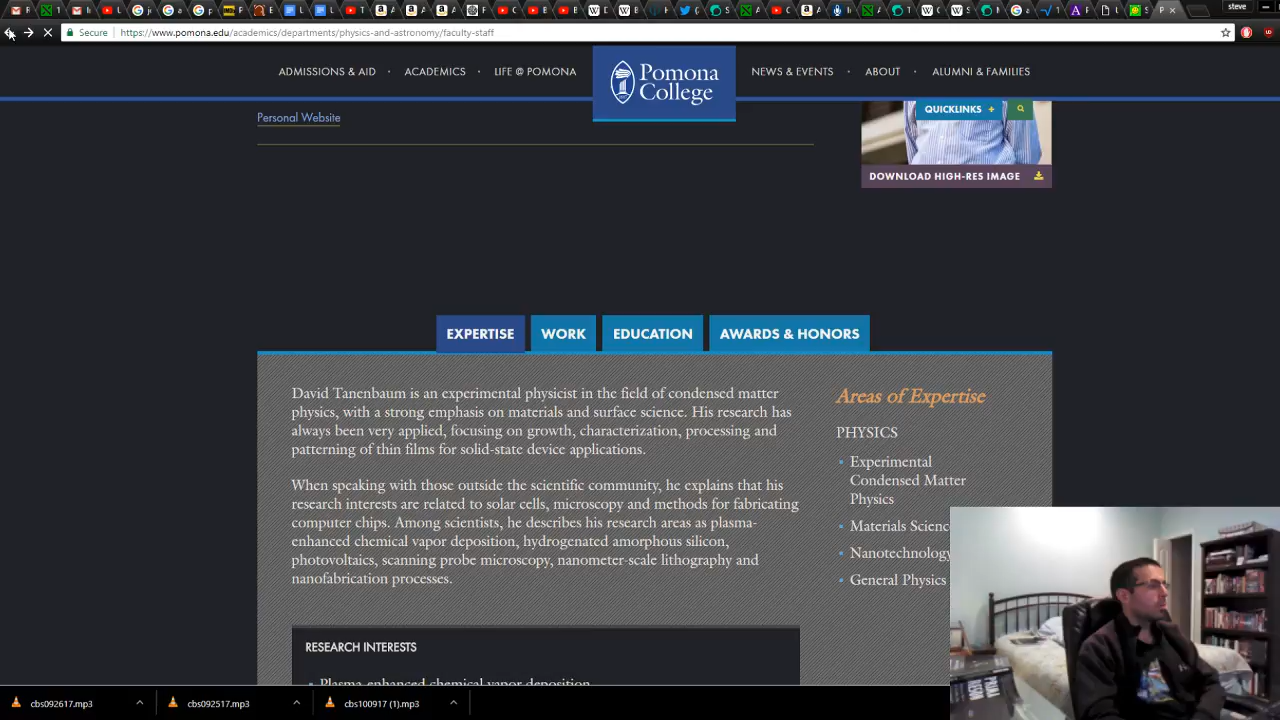 steve
Secure
https://www.pomona.edu/academics/departments/physics-and-astronomy/faculty-staff
ADMISSIONS & AID • ACADEMICS • LIFE @ POMONA
Pomona
College
NEWS & EVENTS • ABOUT • ALUMNI & FAMILIES
QUICKLINKS +
Personal Website
DOWNLOAD HIGH-RES IMAGE
EXPERTISE
WORK
EDUCATION
AWARDS & HONORS
David Tanenbaum is an experimental physicist in the field of condensed matter
physics, with a strong emphasis on materials and surface science. His research has
always been very applied, focusing on growth, characterization, processing and
patterning of thin films for solid-state device applications.
When speaking with those outside the scientific community, he explains that his
research interests are related to solar cells, microscopy and methods for fabricating
computer chips. Among scientists, he describes his research areas as plasma-
enhanced chemical vapor deposition, hydrogenated amorphous silicon,
photovoltaics, scanning probe microscopy, nanometer-scale lithography and
nanofabrication processes.
Areas of Expertise
PHYSICS
Experimental
Condensed Matter
Physics
Materials Scienc
Nanotechnology
General Physics
RESEARCH INTERESTS
Plasma-enhanced chemical vapor deposition
cbs092617.mp3
cbs092517.mp3
cbs100917 (1).mp3